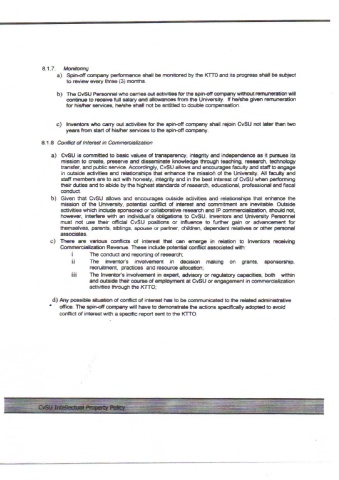 8.1.7. Monitoring
a) Spin-off company performance shall be monitored by the KTTO and its progress shall be subject
to review every three (3) months.
b) The CvSU Personnel who carries out activities for the spin-off company without remuneration will
continue to receive full salary and allowances from the University. If he/she given remuneration
for his/her services, he/she shall not be entitled to double compensation.
c) Inventors who carry out activities for the spin-off company shall rejoin CvSU not later than two
years from start of his/her services to the spin-off company.
8.1.8 Conflict of Interest in Commercialization
a) CvSU is committed to basic values of transparency, integrity and independence as it pursues its
mission to create, preserve and disseminate knowledge through teaching, research, technology
transfer, and public service. Accordingly, CvSU allows and encourages faculty and staff to engage
in outside activities and relationships that enhance the mission of the University. All faculty and
staff members are to act with honesty, integrity and in the best interest of CvSU when performing
their duties and to abide by the highest standards of research, educational, professional and fiscal
conduct.
b) Given that CvSU allows and encourages outside activities and relationships that enhance the
mission of the University, potential conflict of interest and commitment are inevitable. Outside
activities which include sponsored or collaborative research and IP commercialization, should not,
however, interfere with an individual's obligations to CvSU. Inventors and University Personnel
must not use their official CvSU positions or influence to further gain or advancement for
themselves, parents, siblings, spouse or partner, children, dependent relatives or other personal
associates.
c) There are various conflicts of interest that can emerge in relation to Inventors receiving
Commercialization Revenue. These include potential conflict associated with:
i The conduct and reporting of research;
ii The inventor's involvement in decision making on grants, sponsorship,
recruitment, practices and resource allocation;
iii The Inventor's involvement in expert, advisory or regulatory capacities, both within
and outside their course of employment at CvSU or engagement in commercialization
activities through the KTTO;
d) Any possible situation of conflict of interest has to be communicated to the related administrative
office. The spin-off company will have to demonstrate the actions specifically adopted to avoid
conflict of interest with a specific report sent to the KTTO.
CvSU Intellectual Property Policy